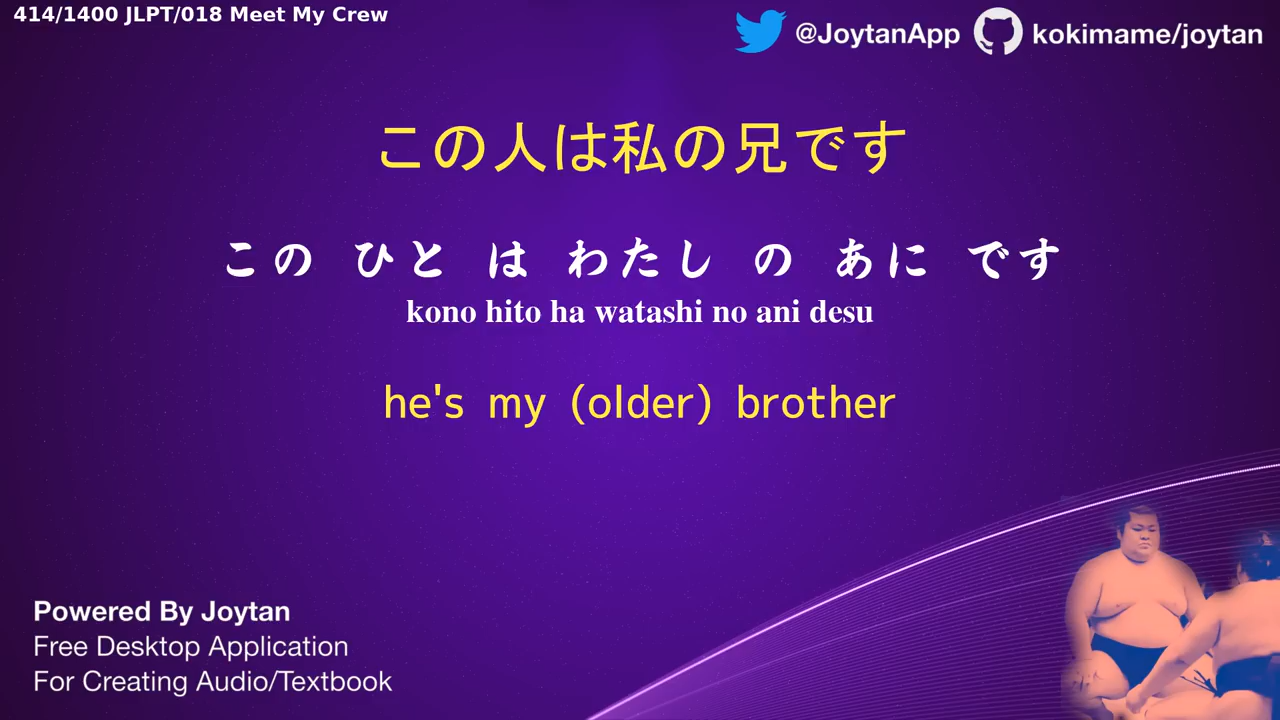 414/1400 JLPT/018 Meet My Crew
@JoytanApp kokimame/joytan
この人は私の兄です
この ひと は わたし の あに です
kono hito ha watashi no ani desu
he's my (older) brother
Powered By Joytan
Free Desktop Application
For Creating Audio/Textbook